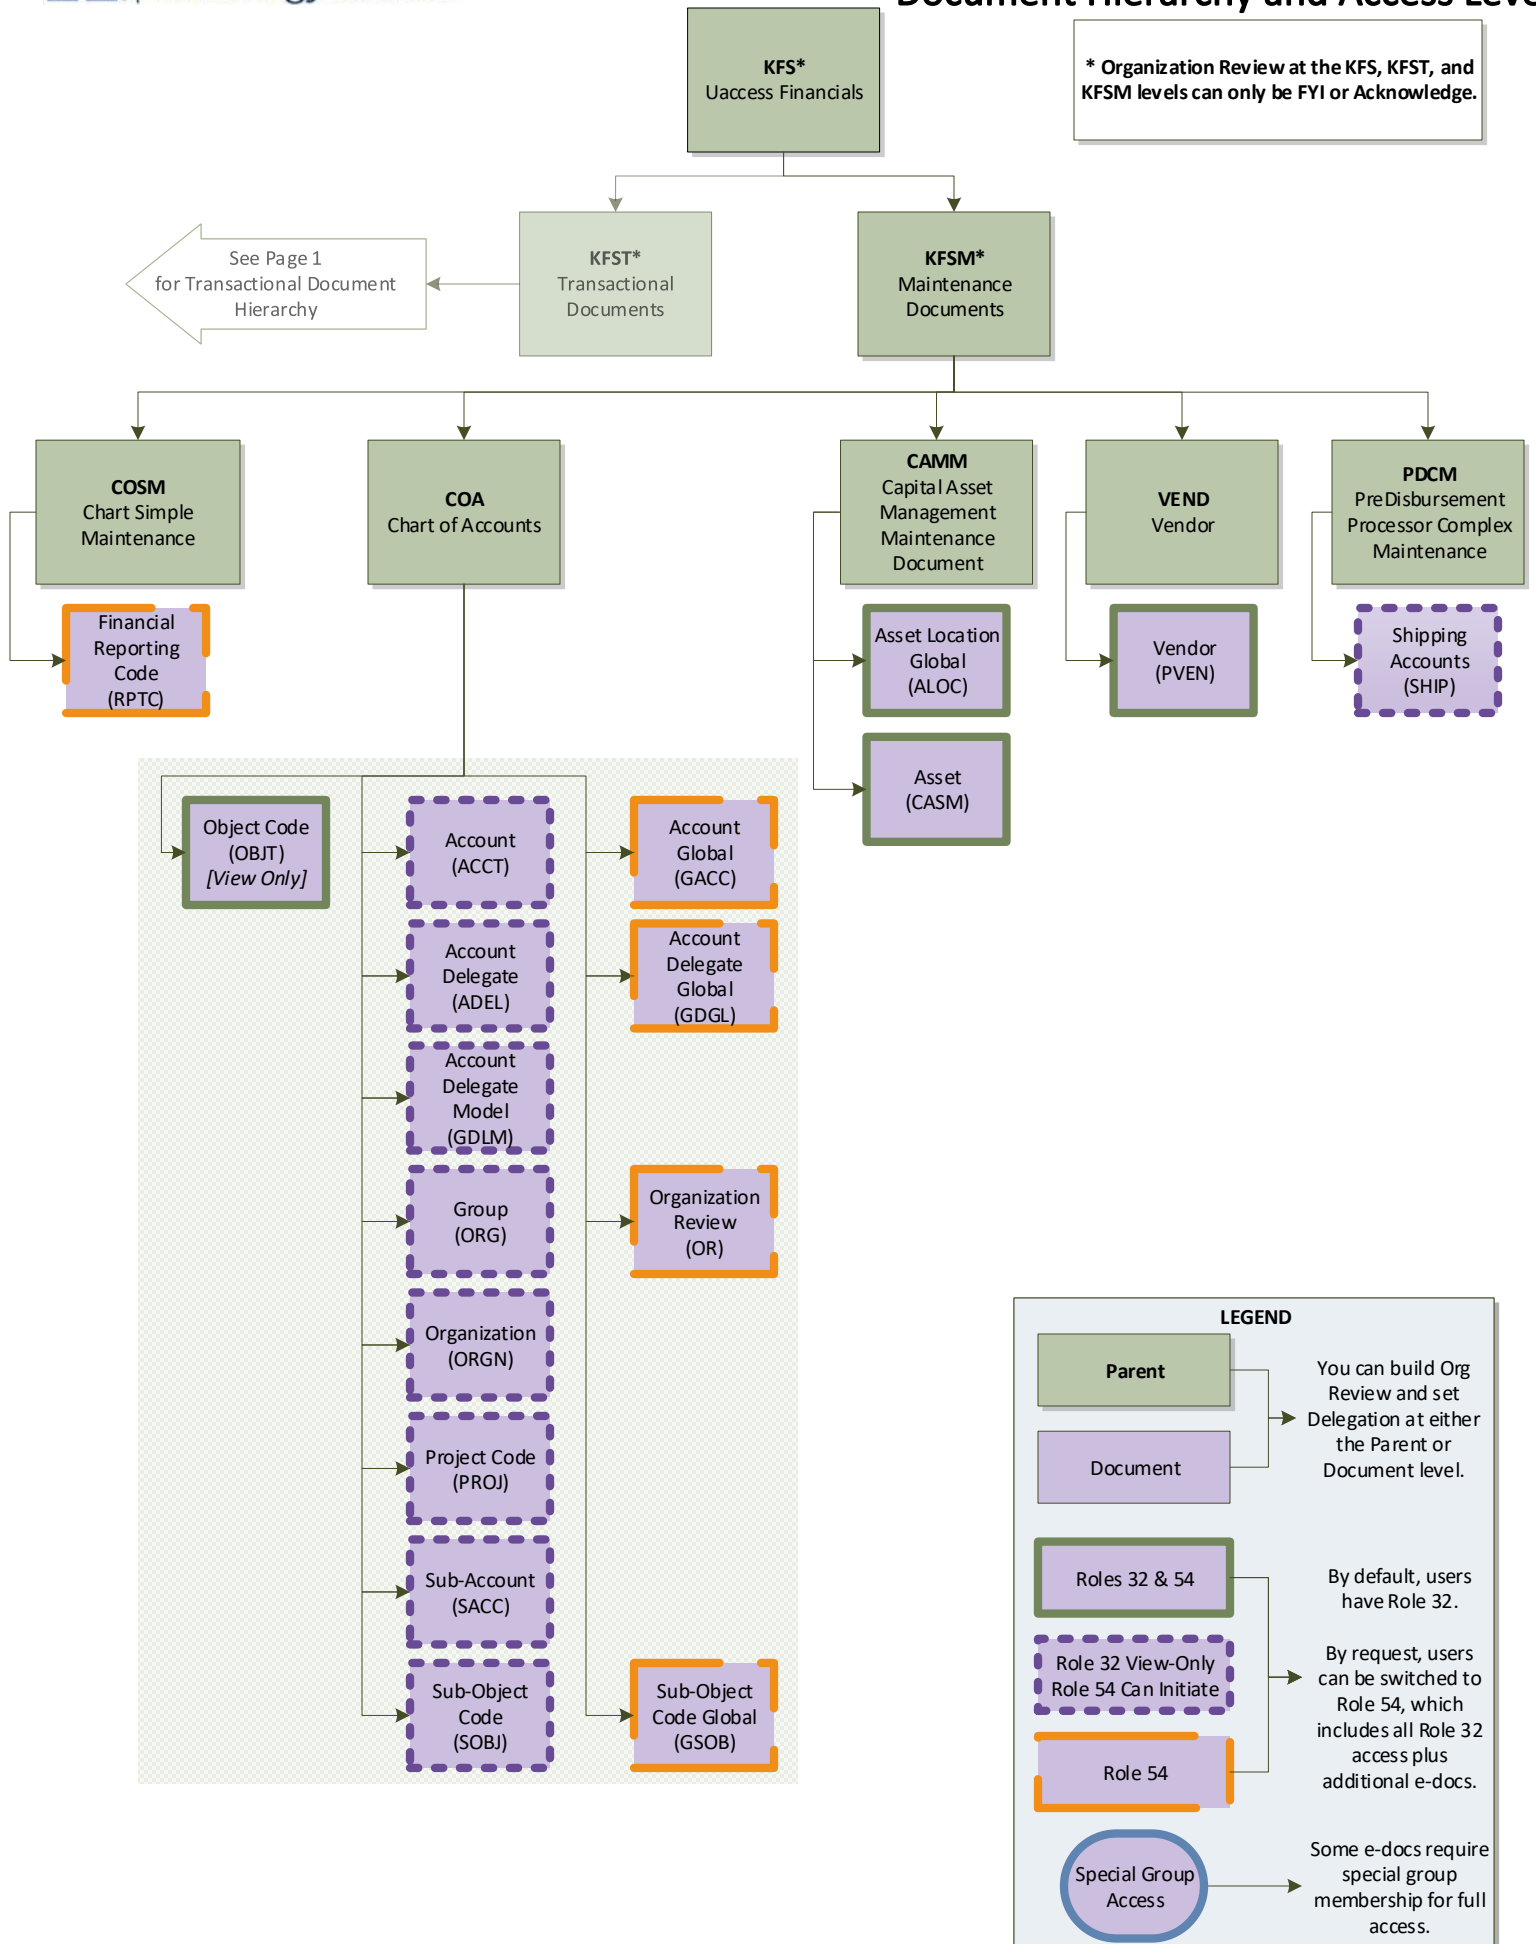 Document Hierarchy and Access Leve
KFS*
Uaccess Financials
* Organization Review at the KFS, KFST, and
KFSM levels can only be FYI or Acknowledge.
See Page 1
for Transactional Document
Hierarchy
KFST*
Transactional
Documents
KFSM*
Maintenance
Documents
COSM
Chart Simple
Maintenance
COA
Chart of Accounts
CAMM
Capital Asset
Management
Maintenance
Document
VEND
Vendor
PDCM
PreDisbursement
Processor Complex
Maintenance
Financial
Reporting
Code
(RPTC)
Asset Location
Global
(ALOC)
Vendor
(PVEN)
Shipping
Accounts
(SHIP)
Asset
(CASM)
Object Code
(OBJT)
[View Only]
Account
(ACCT)
Account
Global
(GACC)
Account
Delegate
(ADEL)
Account
Delegate
Global
(GDGL)
Account
Delegate
Model
(GDLM)
Group
(ORG)
Organization
Review
(OR)
Organization
(ORGN)
Project Code
(PROJ)
Sub-Account
(SACC)
Sub-Object
Code
(SOBJ)
Sub-Object
Code Global
(GSOB)
LEGEND
Parent
Document
You can build Org
Review and set
Delegation at either
the Parent or
Document level.
Roles 32 & 54
By default, users
have Role 32.
Role 32 View-Only
Role 54 Can Initiate
Role 54
By request, users
can be switched to
Role 54, which
includes all Role 32
access plus
additional e-docs.
Special Group
Access
Some e-docs require
special group
membership for full
access.